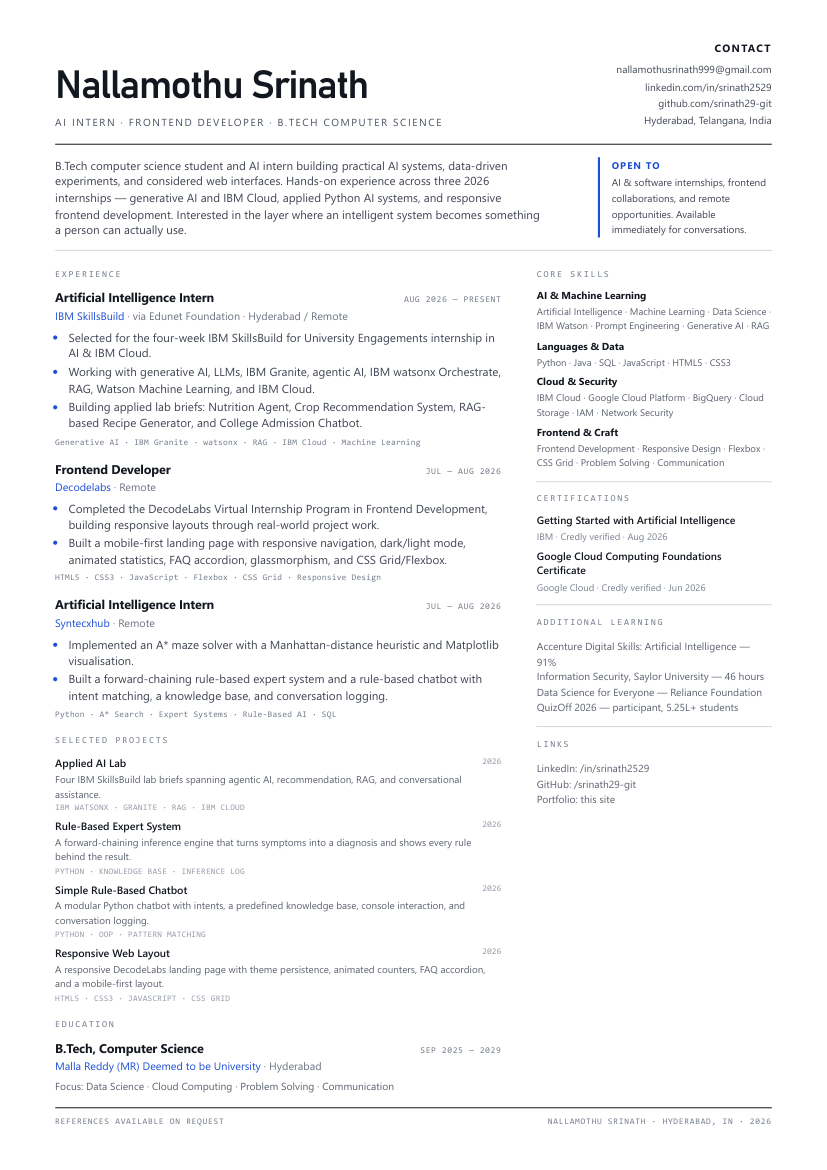 CONTACT
Nallamothu Srinath
AI INTERN · FRONTEND DEVELOPER · B.TECH COMPUTER SCIENCE
nallamothusrinath999@gmail.com
linkedin.com/in/srinath2529
github.com/srinath29-git
Hyderabad, Telangana, India
B.Tech computer science student and AI intern building practical AI systems, data-driven
experiments, and considered web interfaces. Hands-on experience across three 2026
internships — generative AI and IBM Cloud, applied Python AI systems, and responsive
frontend development. Interested in the layer where an intelligent system becomes something
a person can actually use.
OPEN TO
AI & software internships, frontend
collaborations, and remote
opportunities. Available
immediately for conversations.
EXPERIENCE
Artificial Intelligence Intern AUG 2026 — PRESENT
IBM SkillsBuild · via Edunet Foundation · Hyderabad / Remote
• Selected for the four-week IBM SkillsBuild for University Engagements internship in
AI & IBM Cloud.
• Working with generative AI, LLMs, IBM Granite, agentic AI, IBM watsonx Orchestrate,
RAG, Watson Machine Learning, and IBM Cloud.
• Building applied lab briefs: Nutrition Agent, Crop Recommendation System, RAG-
based Recipe Generator, and College Admission Chatbot.
Generative AI · IBM Granite · watsonx · RAG · IBM Cloud · Machine Learning
Frontend Developer JUL — AUG 2026
Decodelabs · Remote
• Completed the DecodeLabs Virtual Internship Program in Frontend Development,
building responsive layouts through real-world project work.
• Built a mobile-first landing page with responsive navigation, dark/light mode,
animated statistics, FAQ accordion, glassmorphism, and CSS Grid/Flexbox.
HTML5 · CSS3 · JavaScript · Flexbox · CSS Grid · Responsive Design
Artificial Intelligence Intern JUL — AUG 2026
Syntecxhub · Remote
• Implemented an A* maze solver with a Manhattan-distance heuristic and Matplotlib
visualisation.
• Built a forward-chaining rule-based expert system and a rule-based chatbot with
intent matching, a knowledge base, and conversation logging.
Python · A* Search · Expert Systems · Rule-Based AI · SQL
SELECTED PROJECTS
Applied AI Lab 2026
Four IBM SkillsBuild lab briefs spanning agentic AI, recommendation, RAG, and conversational
assistance.
IBM WATSONX · GRANITE · RAG · IBM CLOUD
Rule-Based Expert System 2026
A forward-chaining inference engine that turns symptoms into a diagnosis and shows every rule
behind the result.
PYTHON · KNOWLEDGE BASE · INFERENCE LOG
Simple Rule-Based Chatbot 2026
A modular Python chatbot with intents, a predefined knowledge base, console interaction, and
conversation logging.
PYTHON · OOP · PATTERN MATCHING
Responsive Web Layout 2026
A responsive DecodeLabs landing page with theme persistence, animated counters, FAQ accordion,
and a mobile-first layout.
HTML5 · CSS3 · JAVASCRIPT · CSS GRID
EDUCATION
B.Tech, Computer Science SEP 2025 — 2029
Malla Reddy (MR) Deemed to be University · Hyderabad
Focus: Data Science · Cloud Computing · Problem Solving · Communication
CORE SKILLS
AI & Machine Learning
Artificial Intelligence · Machine Learning · Data Science ·
IBM Watson · Prompt Engineering · Generative AI · RAG
Languages & Data
Python · Java · SQL · JavaScript · HTML5 · CSS3
Cloud & Security
IBM Cloud · Google Cloud Platform · BigQuery · Cloud
Storage · IAM · Network Security
Frontend & Craft
Frontend Development · Responsive Design · Flexbox ·
CSS Grid · Problem Solving · Communication
CERTIFICATIONS
Getting Started with Artificial Intelligence
IBM · Credly verified · Aug 2026
Google Cloud Computing Foundations
Certificate
Google Cloud · Credly verified · Jun 2026
ADDITIONAL LEARNING
Accenture Digital Skills: Artificial Intelligence —
91%
Information Security, Saylor University — 46 hours
Data Science for Everyone — Reliance Foundation
QuizOff 2026 — participant, 5.25L+ students
LINKS
LinkedIn: /in/srinath2529
GitHub: /srinath29-git
Portfolio: this site
REFERENCES AVAILABLE ON REQUEST
NALLAMOTHU SRINATH · HYDERABAD, IN · 2026